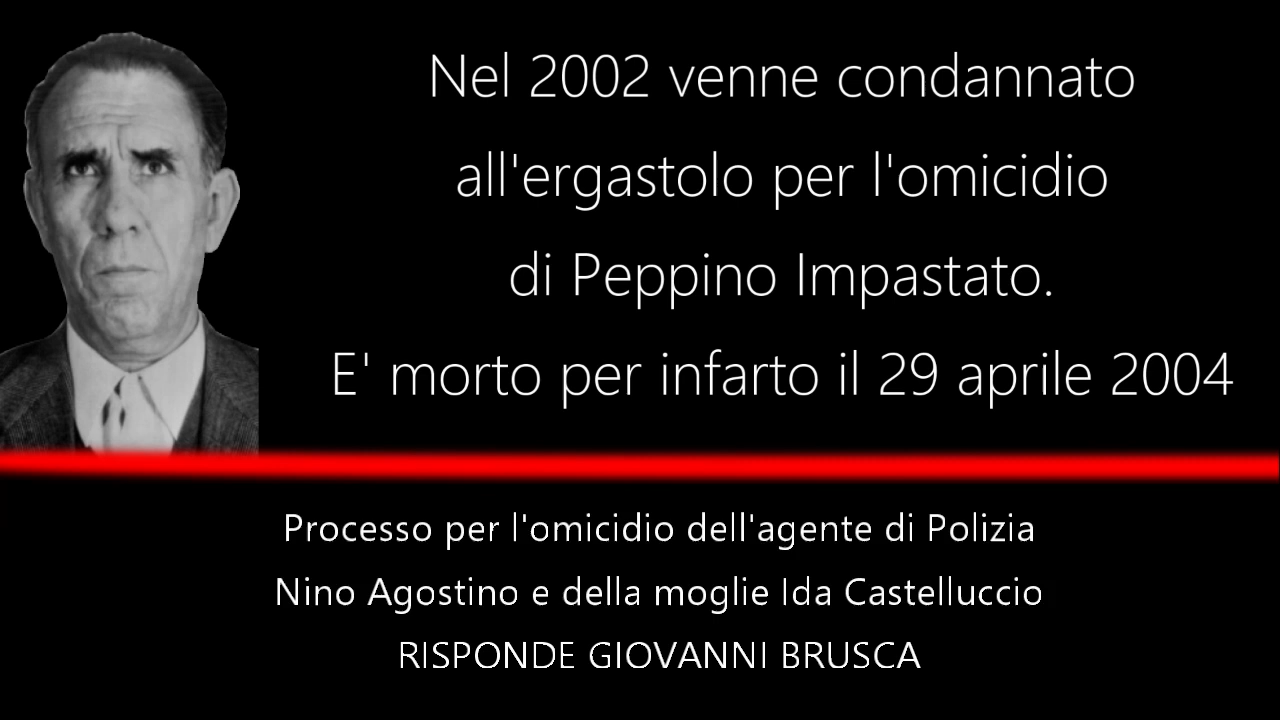 Nel 2002 venne condannato
all'ergastolo per l'omicidio
di Peppino Impastato.
E' morto per infarto il 29 aprile 2004
Processo per l'omicidio dell'agente di Polizia
Nino Agostino e della moglie Ida Castelluccio
RISPONDE GIOVANNI BRUSCA